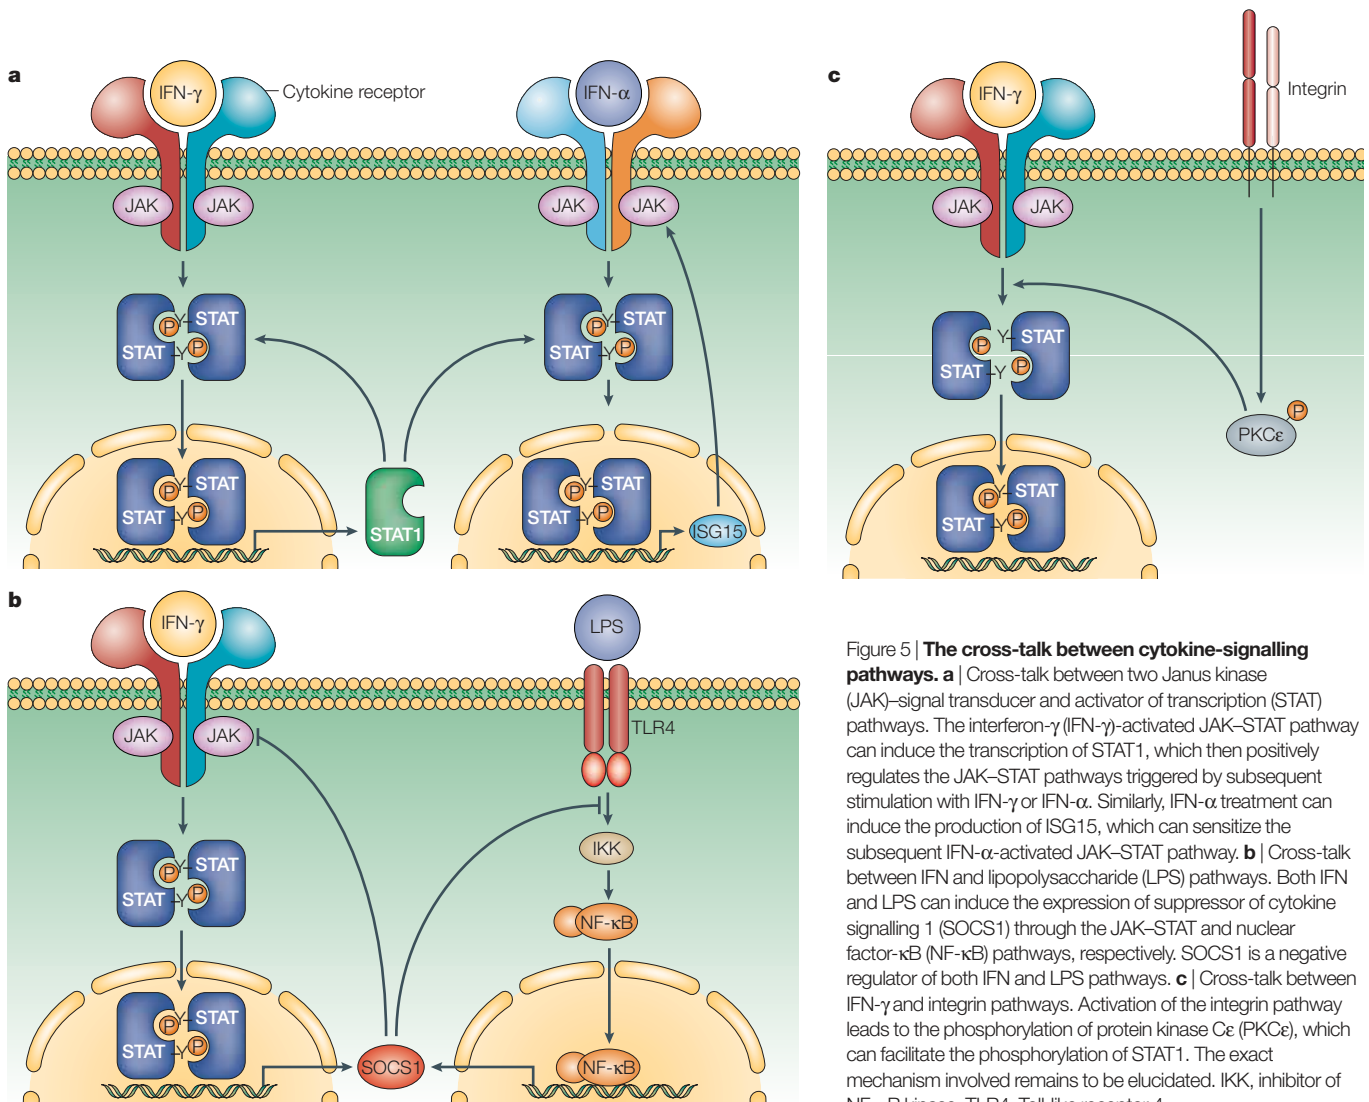 a
IFN-γ
Cytokine receptor
IFN-α
JAK
JAK
JAK
JAK
STAT
P
Y
STAT
Y
P
STAT
P
Y
STAT
Y
P
STAT
P
Y
STAT
Y
P
STAT1
STAT
P
Y
STAT
Y
P
ISG15
c
IFN-γ
Integrin
JAK
JAK
STAT
P
Y
STAT
Y
P
P
PKCε
STAT
P
Y
STAT
Y
P
b
IFN-γ
LPS
JAK
JAK
TLR4
STAT
P
Y
STAT
Y
P
IKK
NF-κB
STAT
P
Y
STAT
Y
P
SOCS1
NF-κB
Figure 5 | The cross-talk between cytokine-signalling
pathways. a | Cross-talk between two Janus kinase
(JAK)–signal transducer and activator of transcription (STAT)
pathways. The interferon-γ (IFN-γ)-activated JAK–STAT pathway
can induce the transcription of STAT1, which then positively
regulates the JAK–STAT pathways triggered by subsequent
stimulation with IFN-γ or IFN-α. Similarly, IFN-α treatment can
induce the production of ISG15, which can sensitize the
subsequent IFN-α-activated JAK–STAT pathway. b | Cross-talk
between IFN and lipopolysaccharide (LPS) pathways. Both IFN
and LPS can induce the expression of suppressor of cytokine
signalling 1 (SOCS1) through the JAK–STAT and nuclear
factor-κB (NF-κB) pathways, respectively. SOCS1 is a negative
regulator of both IFN and LPS pathways. c | Cross-talk between
IFN-γ and integrin pathways. Activation of the integrin pathway
leads to the phosphorylation of protein kinase Cε (PKCε), which
can facilitate the phosphorylation of STAT1. The exact
mechanism involved remains to be elucidated. IKK, inhibitor of